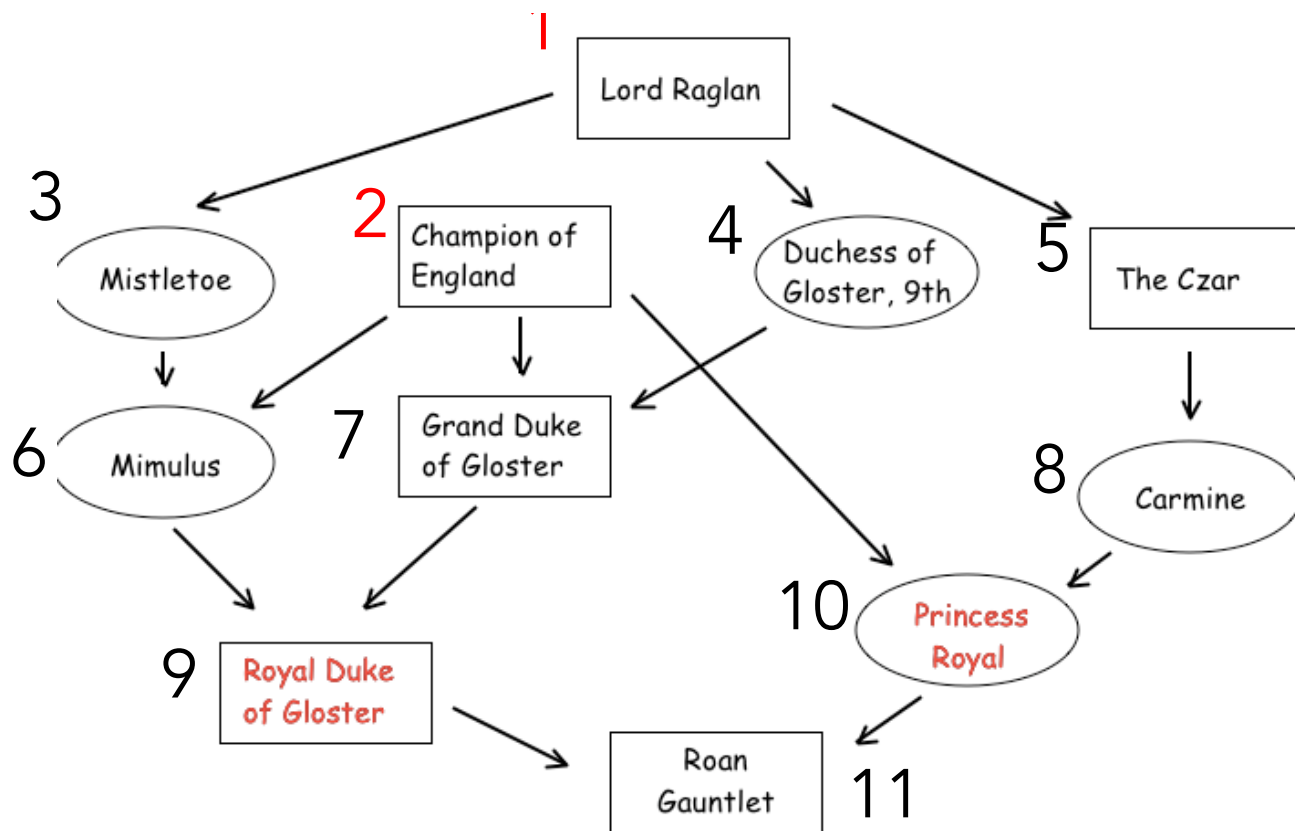 1
Lord Raglan
3
2
Champion of
England
4
Duchess of
Gloster, 9th
5
The Czar
Mistletoe
6
Mimulus
7
Grand Duke
of Gloster
8
Carmine
10
Princess
Royal
9
Royal Duke
of Gloster
Roan
Gauntlet
11